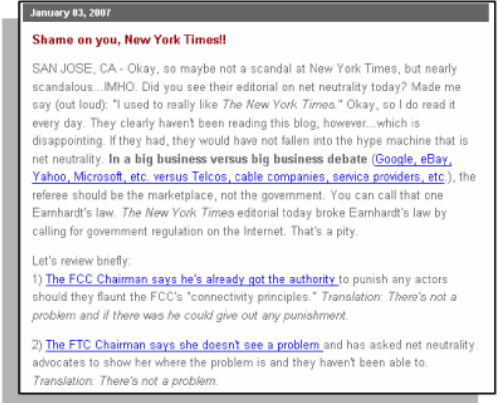 January 03, 2007
Shame on you, New York Times!!
SAN JOSE, CA - Okay, so maybe not a scandal at New York Times, but nearly
scandalous...IMHO. Did you see their editorial on net neutrality today? Made me
say (out loud): "I used to really like The New York Times." Okay, so I do read it
every day. They clearly haven't been reading this blog, however...which is
disappointing. If they had, they would have not fallen into the hype machine that is
net neutrality. In a big business versus big business debate (Google, eBay,
Yahoo, Microsoft, etc. versus Telcos, cable companies, service providers, etc.), the
referee should be the marketplace, not the government. You can call that one
Earnhardt's law. The New York Times editorial today broke Earnhardt's law by
calling for government regulation on the Internet. That's a pity.
Let's review briefly:
1) The FCC Chairman says he's already got the authority to punish any actors
should they flaunt the FCC's "connectivity principles." Translation: There's not a
problem and if there was he could give out any punishment.
2) The FTC Chairman says she doesn't see a problem and has asked net neutrality
advocates to show her where the problem is and they haven't been able to.
Translation: There's not a problem.